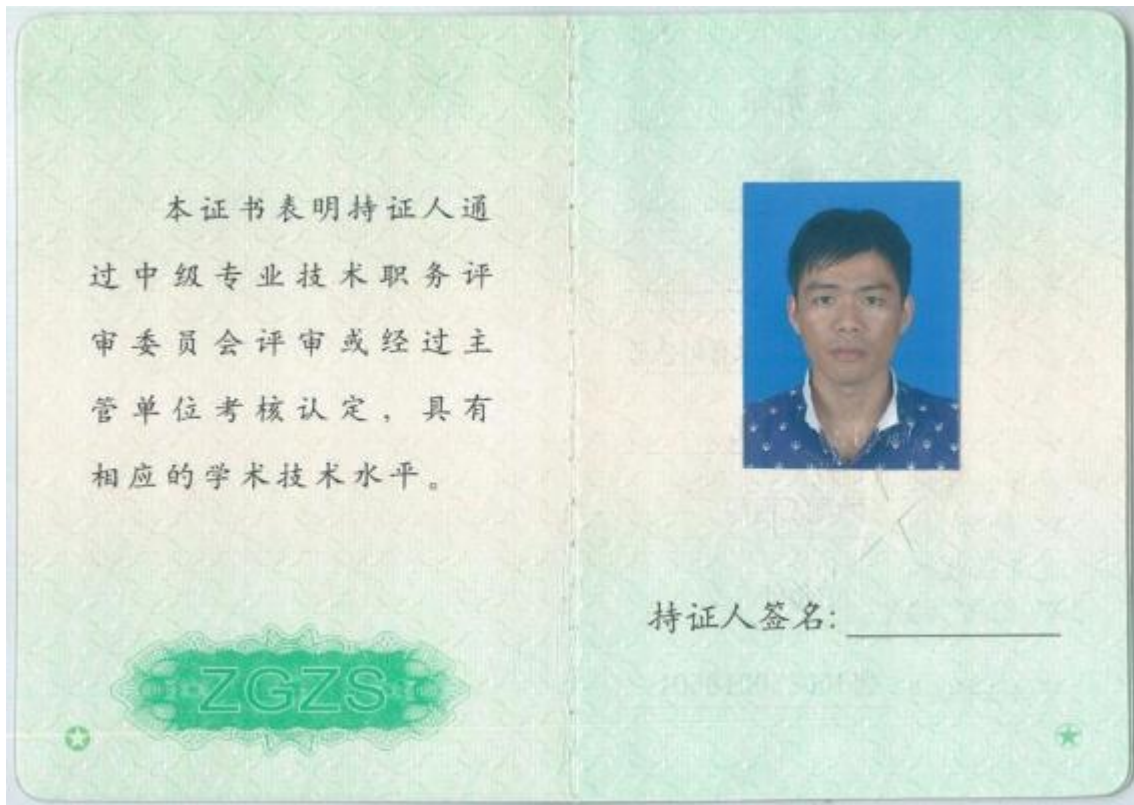 本证书表明持证人通
过中级专业技术职务评
审委员会评审或经过主
管单位考核认定，具有
相应的学术技术水平。
ZGZS
持证人签名: